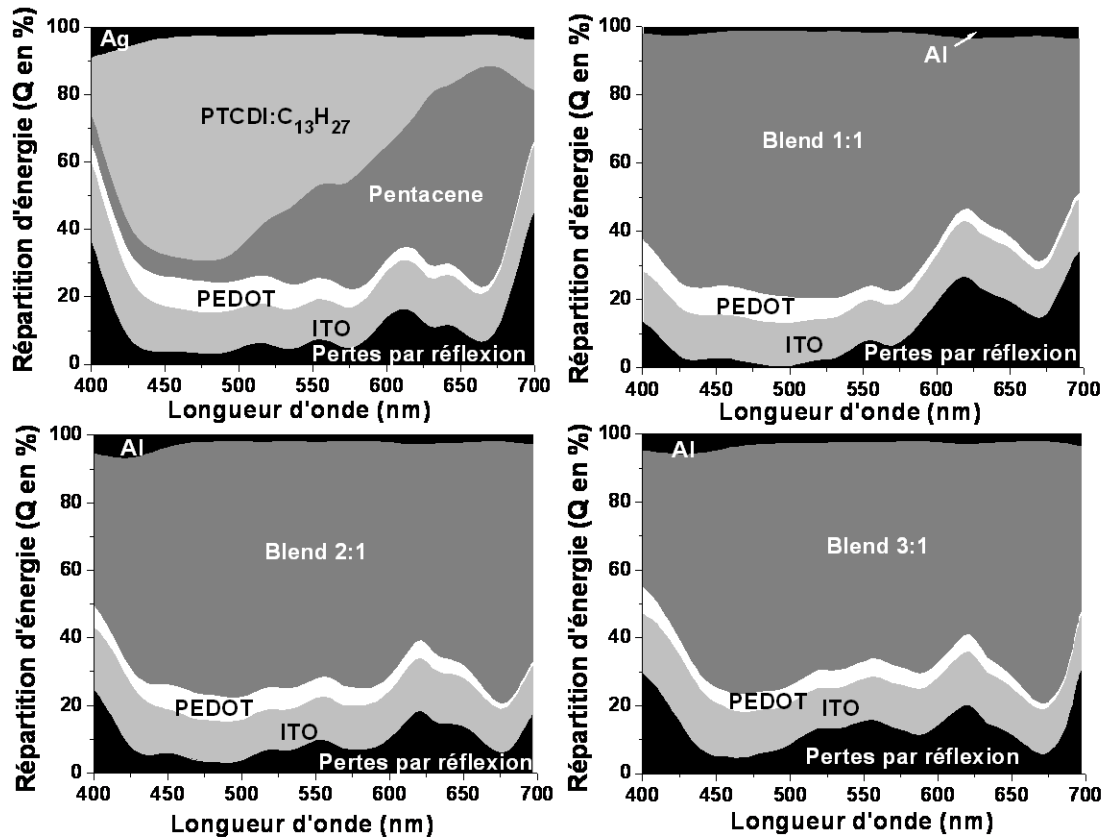 Répartition d'énergie (Q en %)
100
80
60
40
20
0
Ag
PTCDI:C₁₃H₂₇
Pentacene
PEDOT
ITO
Pertes par réflexion
400 450 500 550 600 650 700
Longueur d'onde (nm)
Répartition d'énergie (Q en %)
100
80
60
40
20
0
Al
Blend 1:1
PEDOT
ITO
Pertes par réflexion
400 450 500 550 600 650 700
Longueur d'onde (nm)
Répartition d'énergie (Q en %)
100
80
60
40
20
0
Al
Blend 2:1
PEDOT
ITO
Pertes par réflexion
400 450 500 550 600 650 700
Longueur d'onde (nm)
Répartition d'énergie (Q en %)
100
80
60
40
20
0
Al
Blend 3:1
PEDOT
ITO
Pertes par réflexion
400 450 500 550 600 650 700
Longueur d'onde (nm)